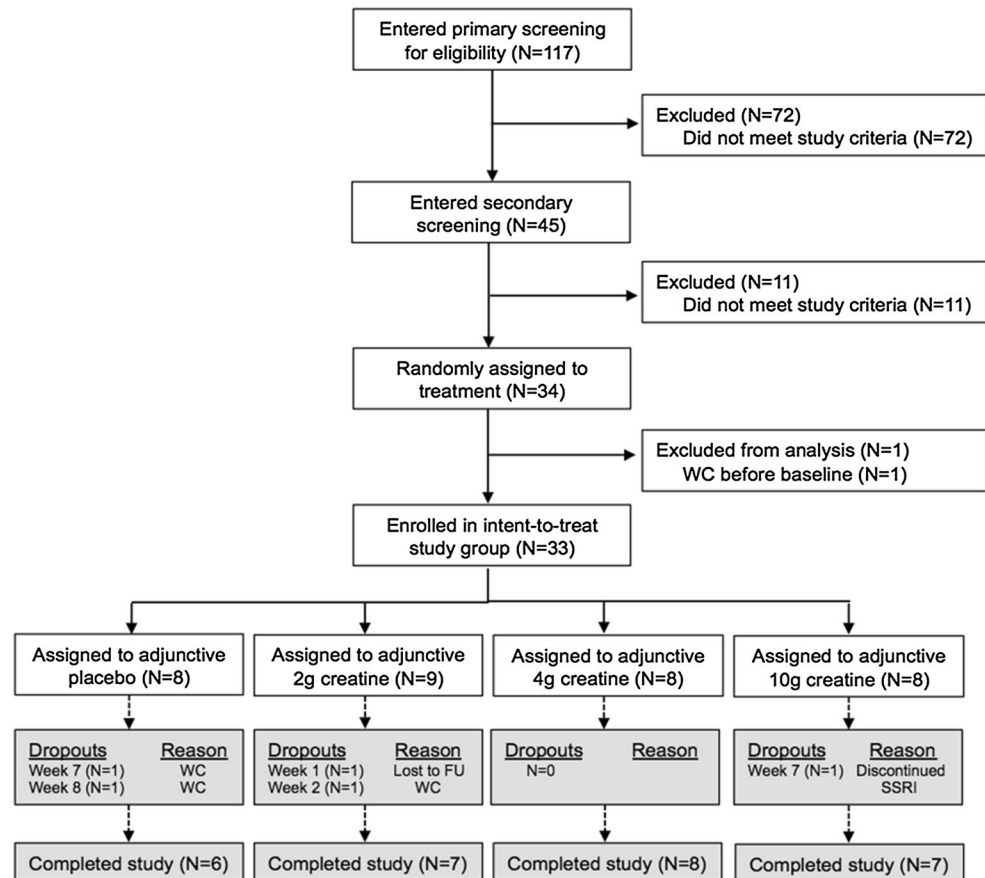 Entered primary screening
for eligibility (N=117)
Excluded (N=72)
Did not meet study criteria (N=72)
Entered secondary
screening (N=45)
Excluded (N=11)
Did not meet study criteria (N=11)
Randomly assigned to
treatment (N=34)
Excluded from analysis (N=1)
WC before baseline (N=1)
Enrolled in intent-to-treat
study group (N=33)
Assigned to adjunctive
placebo (N=8)
Assigned to adjunctive
2g creatine (N=9)
Assigned to adjunctive
4g creatine (N=8)
Assigned to adjunctive
10g creatine (N=8)
Dropouts Reason
Week 7 (N=1) WC
Week 8 (N=1) WC
Dropouts Reason
Week 1 (N=1) Lost to FU
Week 2 (N=1) WC
Dropouts Reason
N=0
Dropouts Reason
Week 7 (N=1) Discontinued
SSRI
Completed study (N=6)
Completed study (N=7)
Completed study (N=8)
Completed study (N=7)